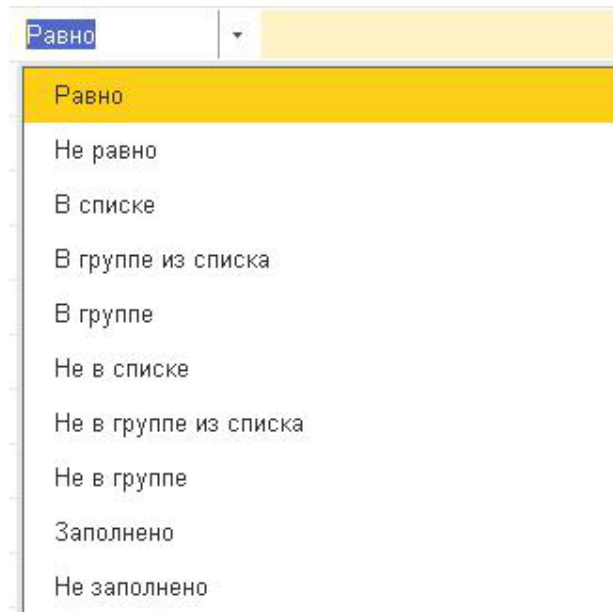 Равно
Равно
Не равно
В списке
В группе из списка
В группе
Не в списке
Не в группе из списка
Не в группе
Заполнено
Не заполнено